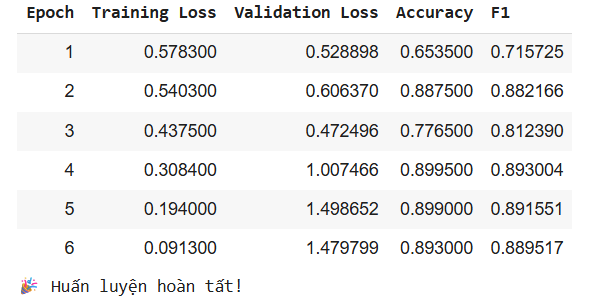 Epoch Training Loss Validation Loss Accuracy F1
1 0.578300 0.528898 0.653500 0.715725
2 0.540300 0.606370 0.887500 0.882166
3 0.437500 0.472496 0.776500 0.812390
4 0.308400 1.007466 0.899500 0.893004
5 0.194000 1.498652 0.899000 0.891551
6 0.091300 1.479799 0.893000 0.889517
🎉 Huấn luyện hoàn tất!